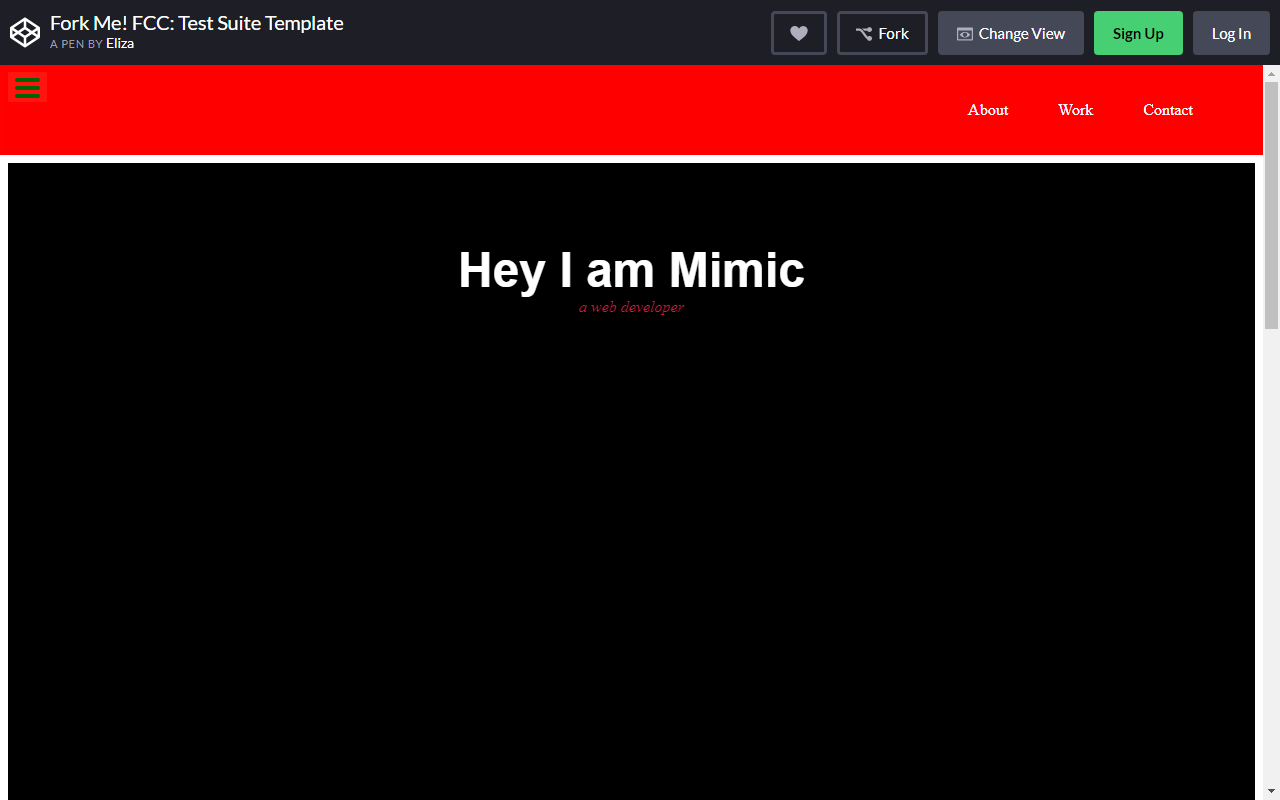 Fork Me! FCC: Test Suite Template
A PEN BY Eliza
Fork
Change View
Sign Up
Log In
About
Work
Contact
Hey I am Mimic
a web developer